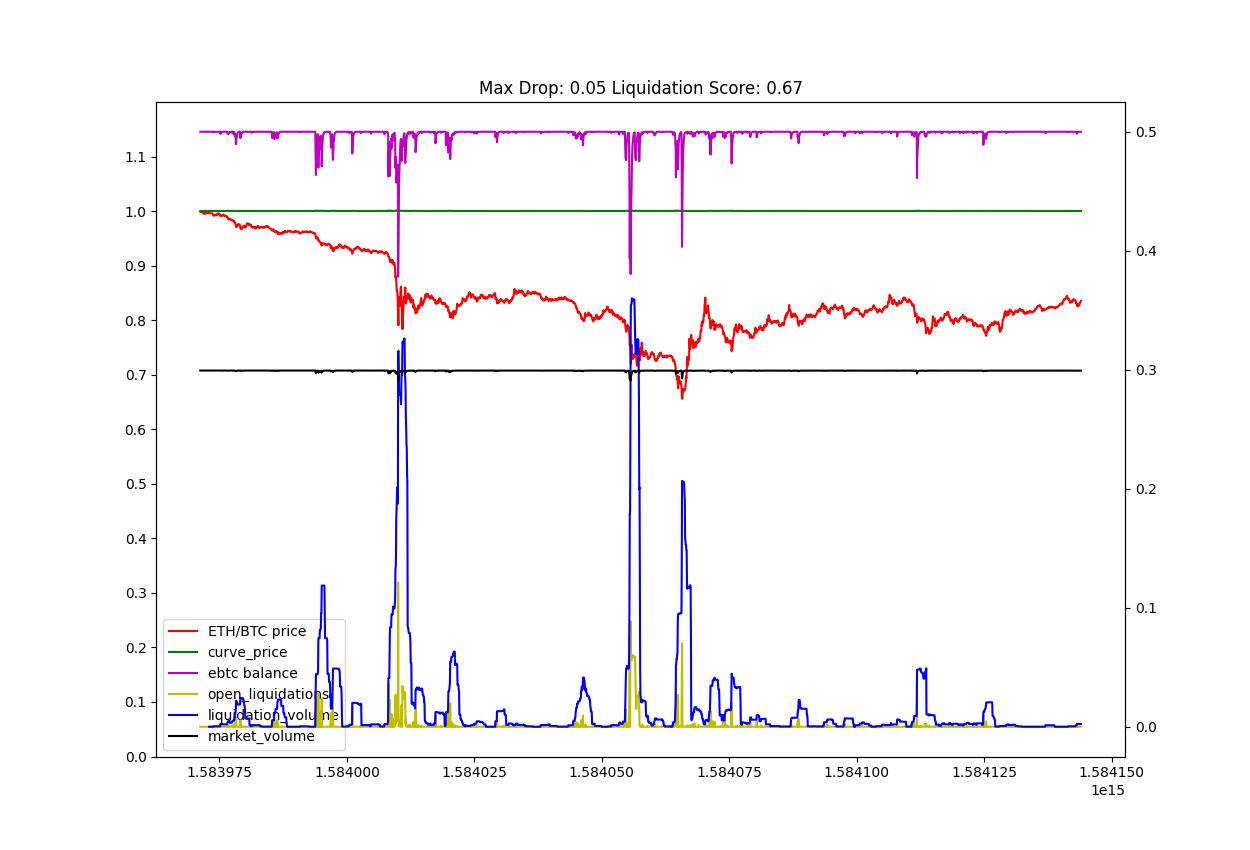 Max Drop: 0.05 Liquidation Score: 0.67
1.1
1.0
0.9
0.8
0.7
0.6
0.5
0.4
0.3
0.2
0.1
0.0
0.5
0.4
0.3
0.2
0.1
0.0
ETH/BTC price
curve_price
ebtc balance
open_liquidations
liquidation_volume
market_volume
1.583975 1.584000 1.584025 1.584050 1.584075 1.584100 1.584125 1.584150
1e15